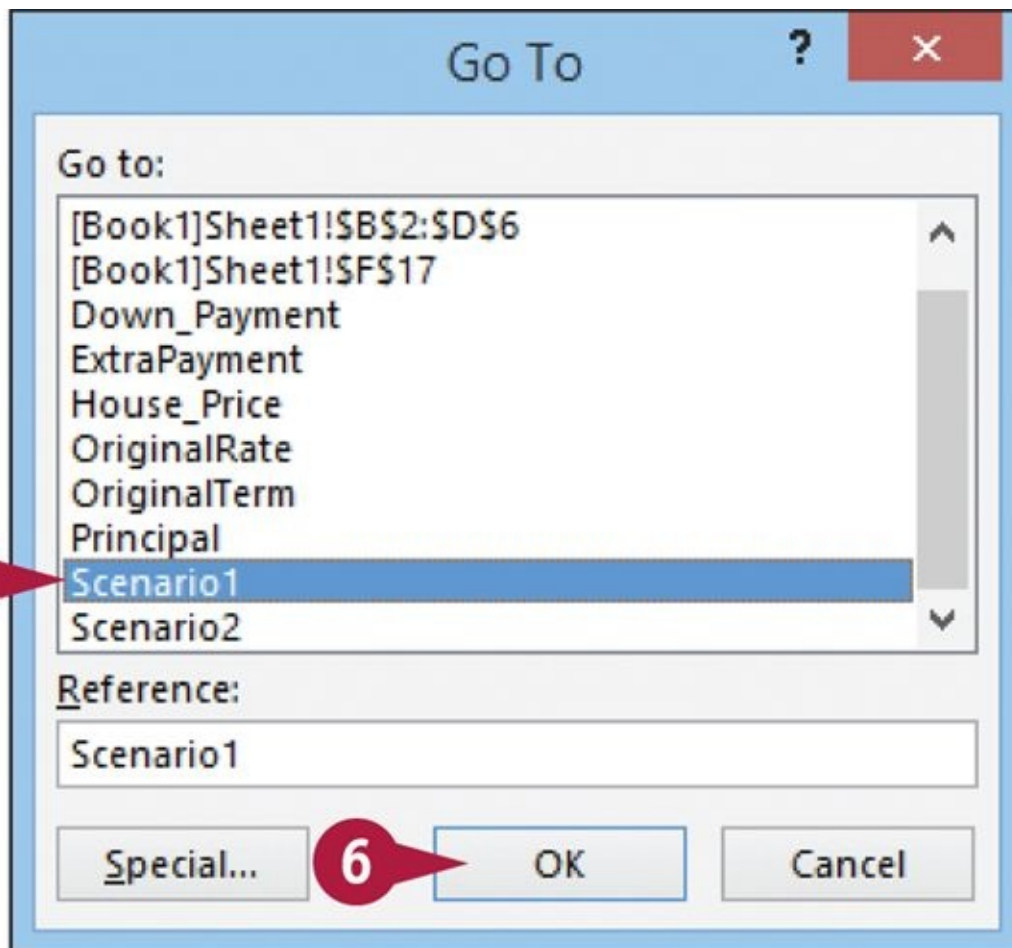 Go To
?
×
Go to:
[Book1]Sheet1!$B$2:$D$6
[Book1]Sheet1!$F$17
Down_Payment
ExtraPayment
House_Price
OriginalRate
OriginalTerm
Principal
Scenario1
Scenario2
Reference:
Scenario1
Special... 6 OK Cancel